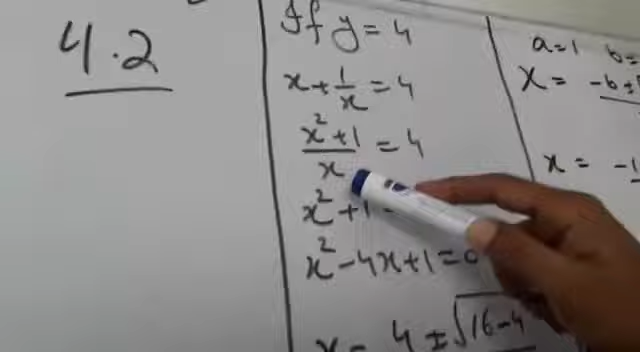 4.2
If y = 4
x + 1/x = 4
x² + 1 / x = 4
x² + 1 =
x² - 4x + 1 = 0
x = 4 ± √16 - 4
a = 1 b =
x = -b ±
x = -1